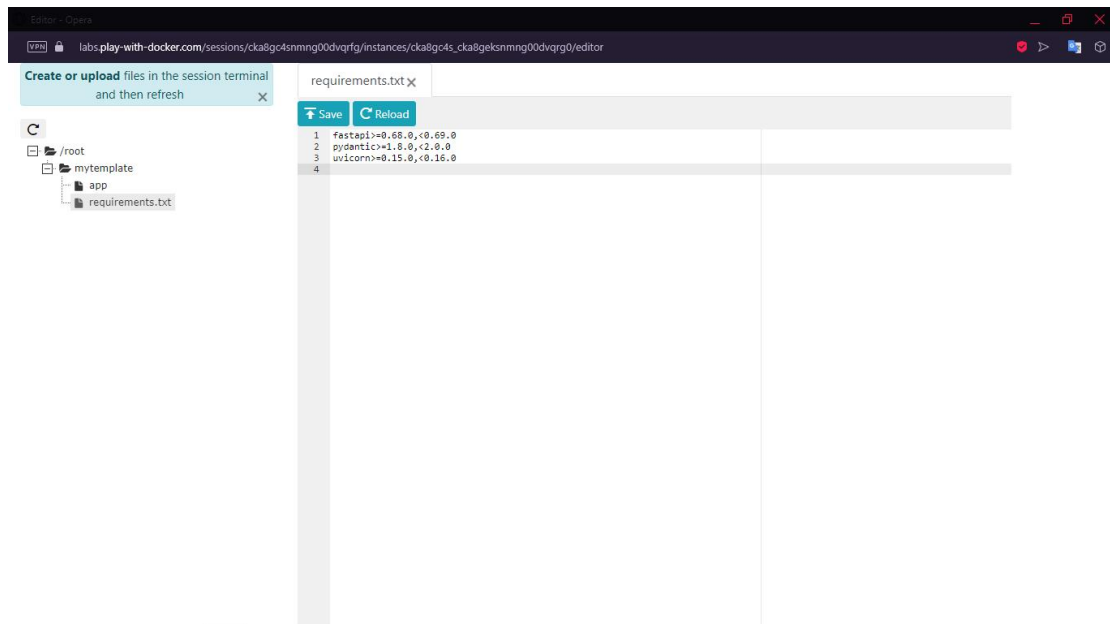 Editor - Opera
VPN labs.play-with-docker.com/sessions/cka8gc4snmng00dvqrfg/instances/cka8gc4s_cka8geksnmng00dvqrg0/editor
Create or upload files in the session terminal
and then refresh
/root
mytemplate
app
requirements.txt
requirements.txt
Save Reload
1 fastapi>=0.68.0,<0.69.0
2 pydantic>=1.8.0,<2.0.0
3 uvicorn>=0.15.0,<0.16.0
4